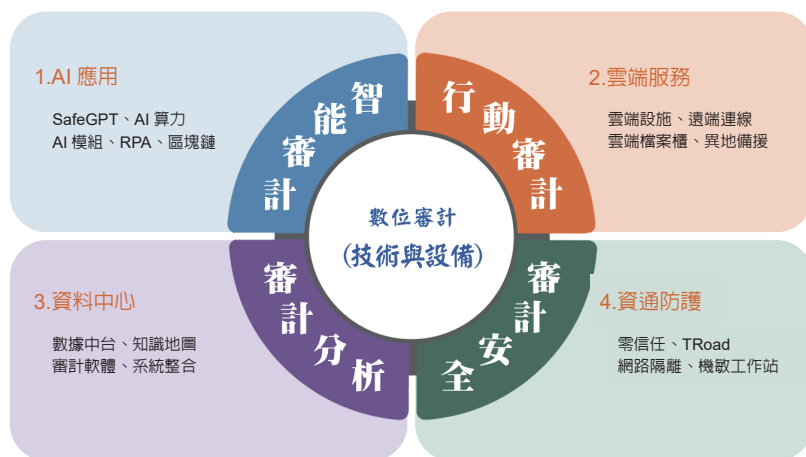 1.AI 應用
SafeGPT、AI 算力
AI 模組、RPA、區塊鏈
智能審計
行動審計
2.雲端服務
雲端設施、遠端連線
雲端檔案櫃、異地備援
數位審計
(技術與設備)
3.資料中心
數據中台、知識地圖
審計軟體、系統整合
審計分析
審計安全
4.資通防護
零信任、TRoad
網路隔離、機敏工作站